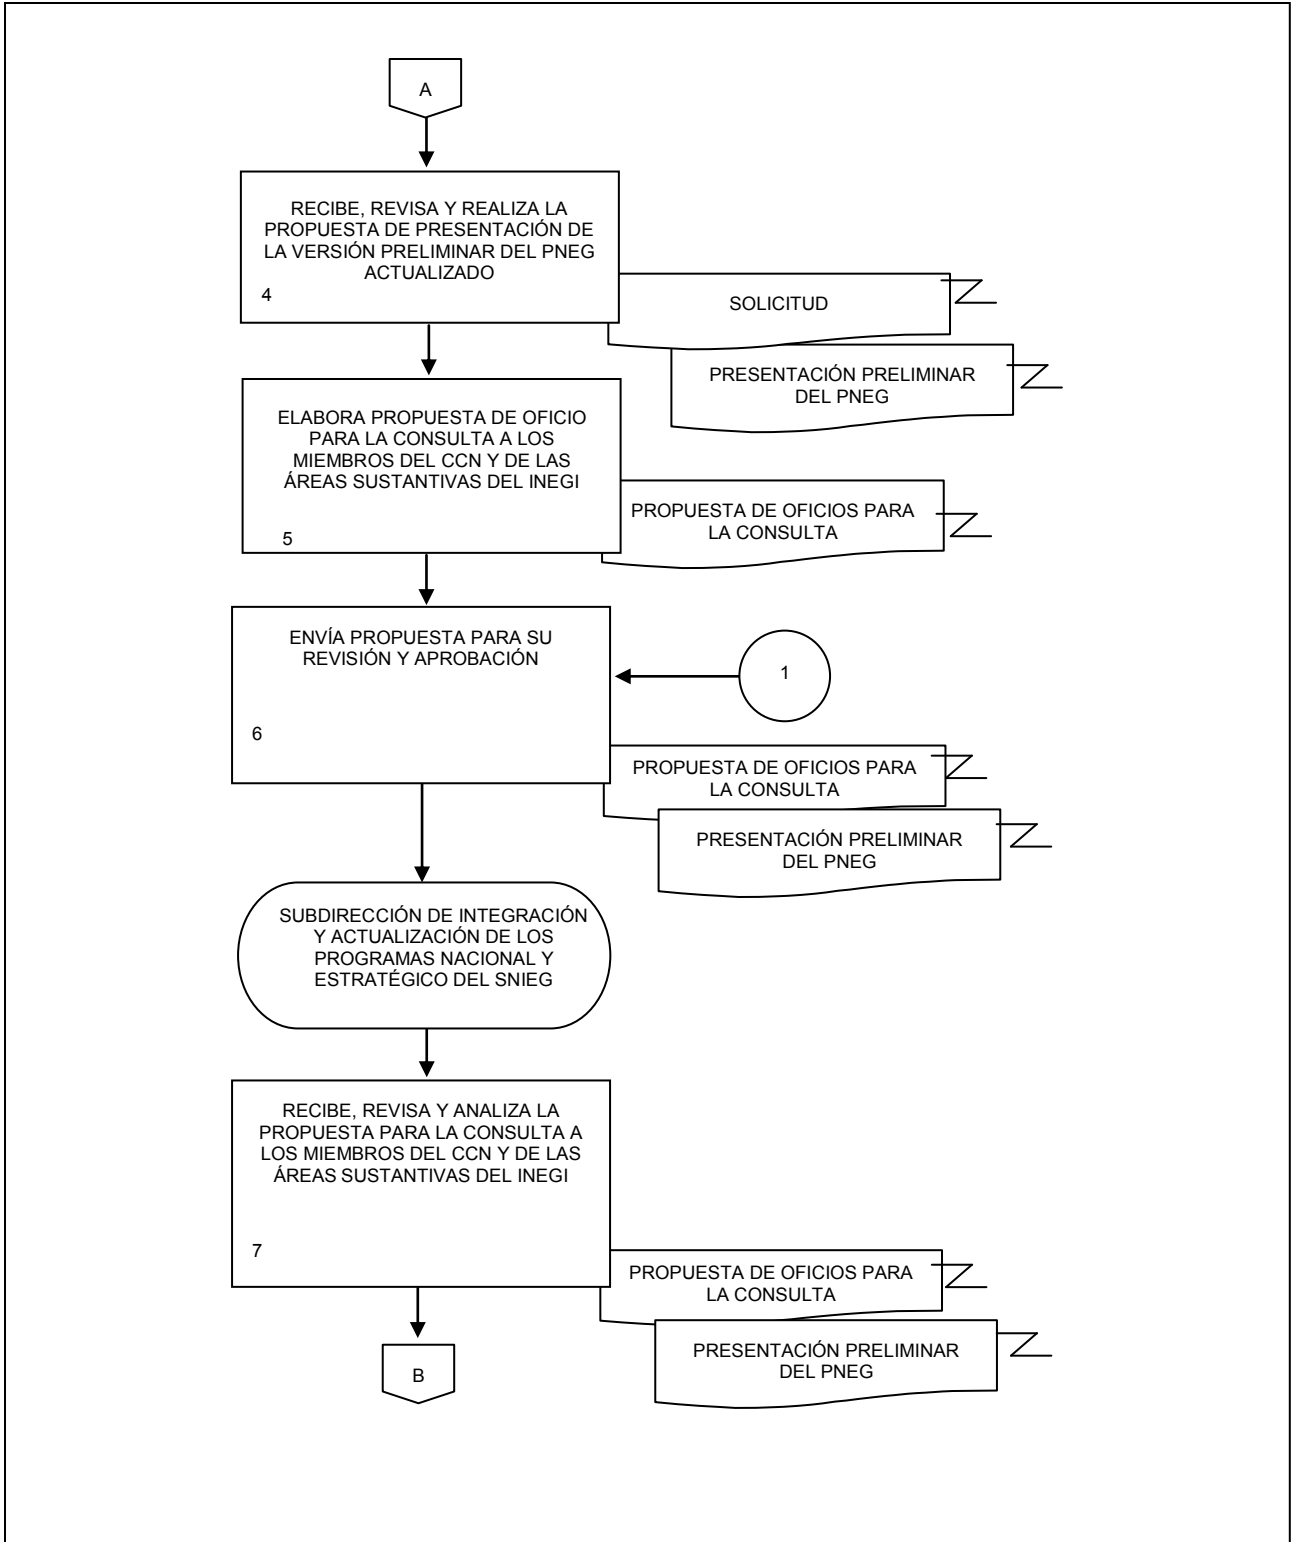 A
RECIBE, REVISA Y REALIZA LA
PROPUESTA DE PRESENTACIÓN DE
LA VERSIÓN PRELIMINAR DEL PNEG
ACTUALIZADO
4
SOLICITUD
PRESENTACIÓN PRELIMINAR
DEL PNEG
ELABORA PROPUESTA DE OFICIO
PARA LA CONSULTA A LOS
MIEMBROS DEL CCN Y DE LAS
ÁREAS SUSTANTIVAS DEL INEGI
5
PROPUESTA DE OFICIOS PARA
LA CONSULTA
ENVÍA PROPUESTA PARA SU
REVISIÓN Y APROBACIÓN
6
1
PROPUESTA DE OFICIOS PARA
LA CONSULTA
PRESENTACIÓN PRELIMINAR
DEL PNEG
SUBDIRECCIÓN DE INTEGRACIÓN
Y ACTUALIZACIÓN DE LOS
PROGRAMAS NACIONAL Y
ESTRATÉGICO DEL SNIEG
RECIBE, REVISA Y ANALIZA LA
PROPUESTA PARA LA CONSULTA A
LOS MIEMBROS DEL CCN Y DE LAS
ÁREAS SUSTANTIVAS DEL INEGI
7
PROPUESTA DE OFICIOS PARA
LA CONSULTA
PRESENTACIÓN PRELIMINAR
DEL PNEG
B